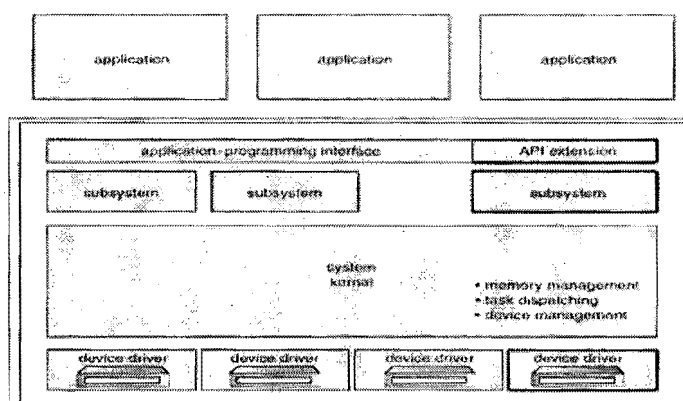 application
application
application
application-programming interface
API extension
subsystem
subsystem
subsystem
system
kernel
• memory management
• task dispatching
• device management
device driver
device driver
device driver
device driver